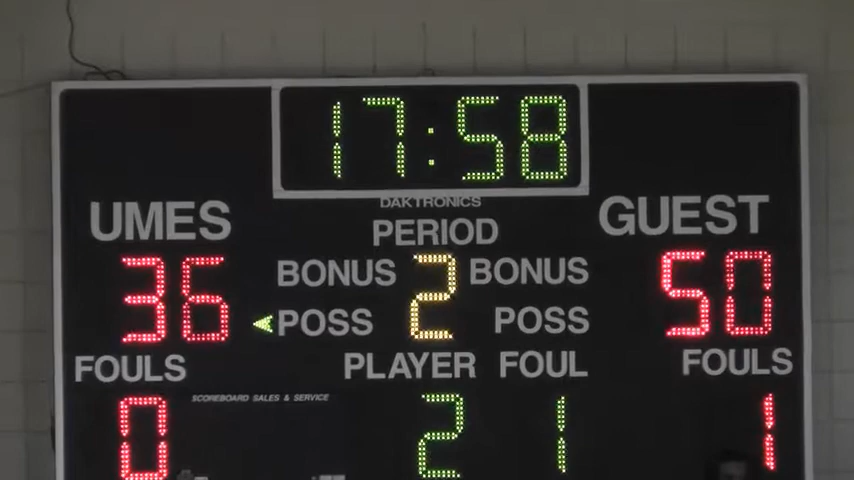 17:58
DAKTRONICS
UMES PERIOD GUEST
36 BONUS 2 BONUS 50
POSS POSS
FOULS PLAYER FOUL FOULS
SCOREBOARD SALES & SERVICE
0 2 1 1